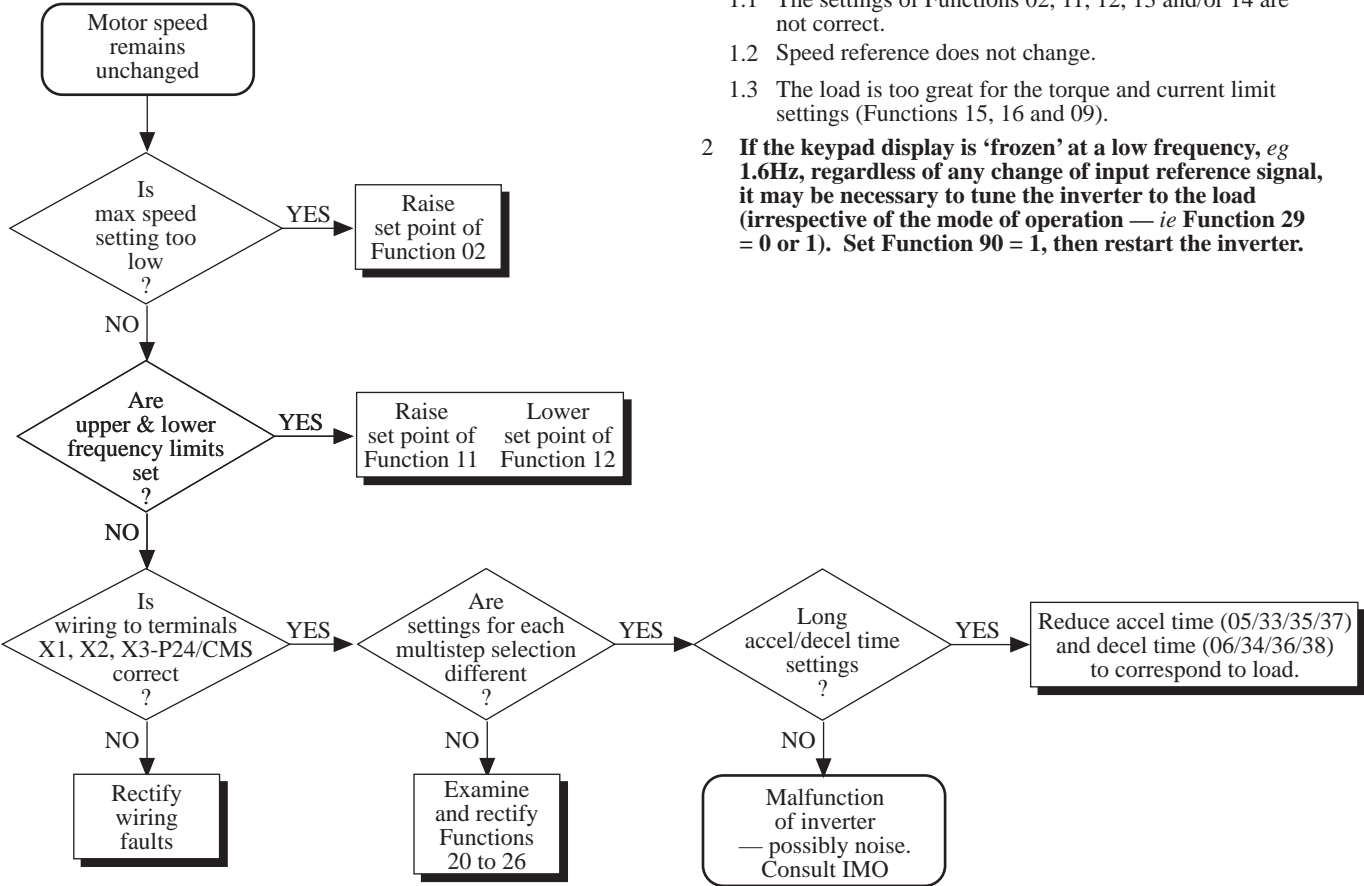 Motor speed
remains
unchanged
1.1 The settings of Functions 02, 11, 12, 13 and/or 14 are
not correct.
1.2 Speed reference does not change.
1.3 The load is too great for the torque and current limit
settings (Functions 15, 16 and 09).
2 If the keypad display is ‘frozen’ at a low frequency, eg
1.6Hz, regardless of any change of input reference signal,
it may be necessary to tune the inverter to the load
(irrespective of the mode of operation — ie Function 29
= 0 or 1). Set Function 90 = 1, then restart the inverter.
Is
max speed
setting too
low
?
YES
Raise
set point of
Function 02
NO
Are
upper & lower
frequency limits
set
?
YES
Raise
set point of
Function 11
Lower
set point of
Function 12
NO
Is
wiring to terminals
X1, X2, X3-P24/CMS
correct
?
YES
Are
settings for each
multistep selection
different
?
YES
Long
accel/decel time
settings
?
YES
Reduce accel time (05/33/35/37)
and decel time (06/34/36/38)
to correspond to load.
NO
Rectify
wiring
faults
NO
Examine
and rectify
Functions
20 to 26
NO
Malfunction
of inverter
— possibly noise.
Consult IMO